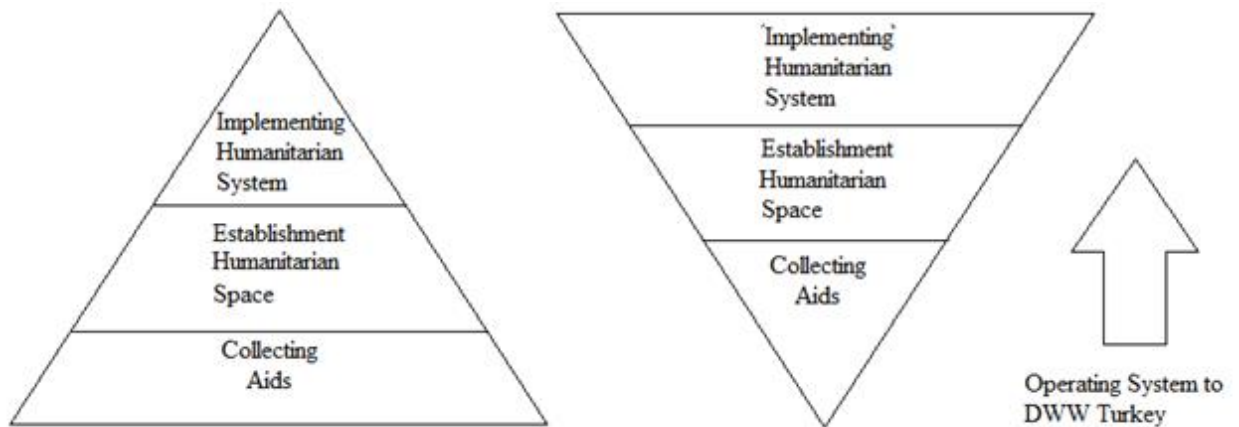 Implementing
Humanitarian
System
Establishment
Humanitarian
Space
Collecting
Aids
'Implementing'
Humanitarian
System
Establishment
Humanitarian
Space
Collecting
Aids
Operating System to
DWW Turkey